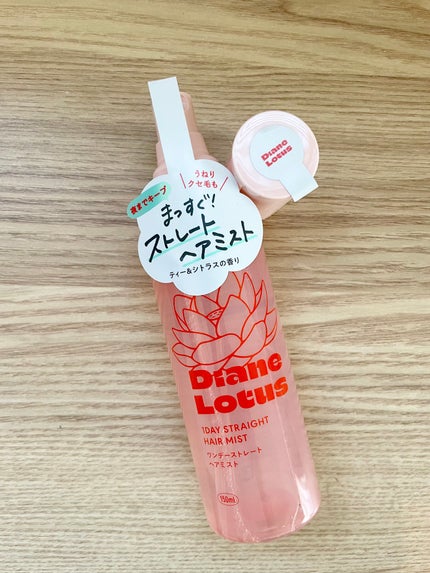 うねり
クセ毛も
夜までキープ
まっすぐ!
ストレート
ヘアミスト
ティー&シトラスの香り
Diane
Lotus
Diane
Lotus
1DAY STRAIGHT
HAIR MIST
ワンデーストレート
ヘアミスト
150ml